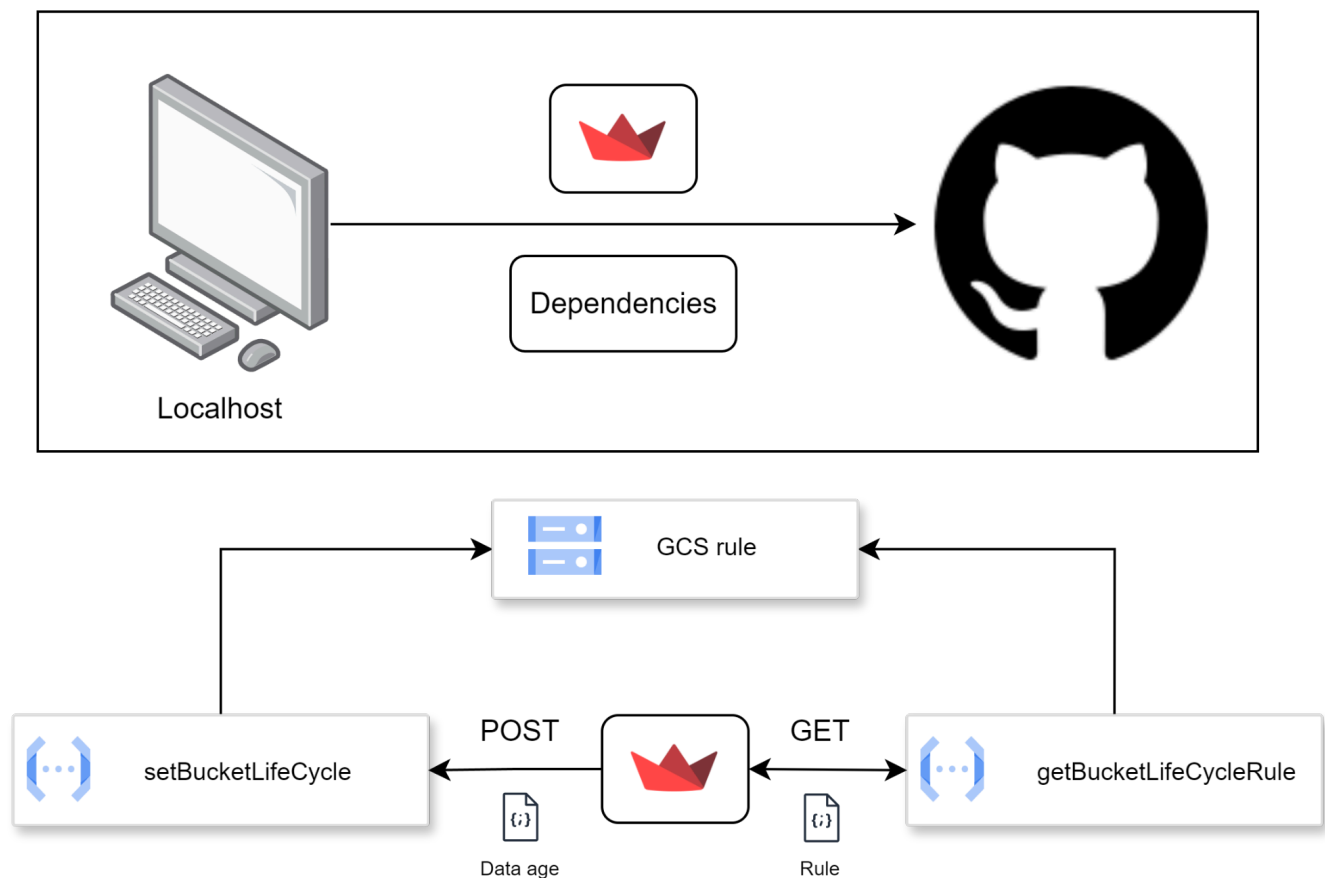 Dependencies
Localhost
GCS rule
POST
GET
setBucketLifeCycle
getBucketLifeCycleRule
{;}
{;}
Data age
Rule